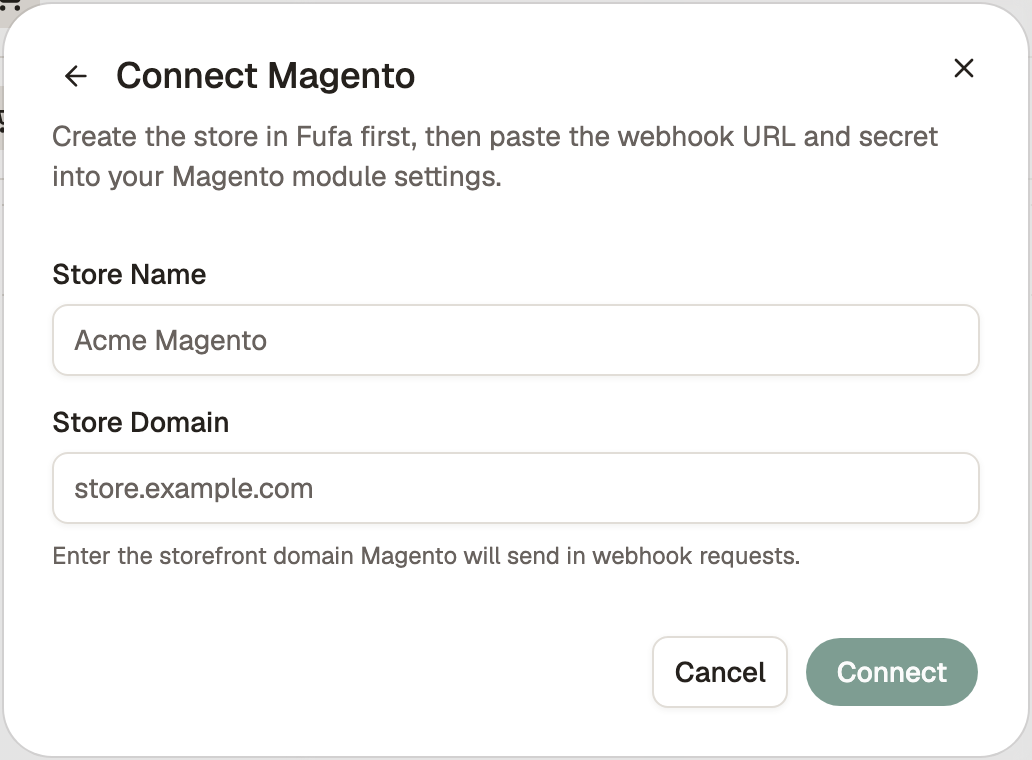 Connect Magento
Create the store in Fufa first, then paste the webhook URL and secret
into your Magento module settings.
Store Name
Acme Magento
Store Domain
store.example.com
Enter the storefront domain Magento will send in webhook requests.
Cancel
Connect